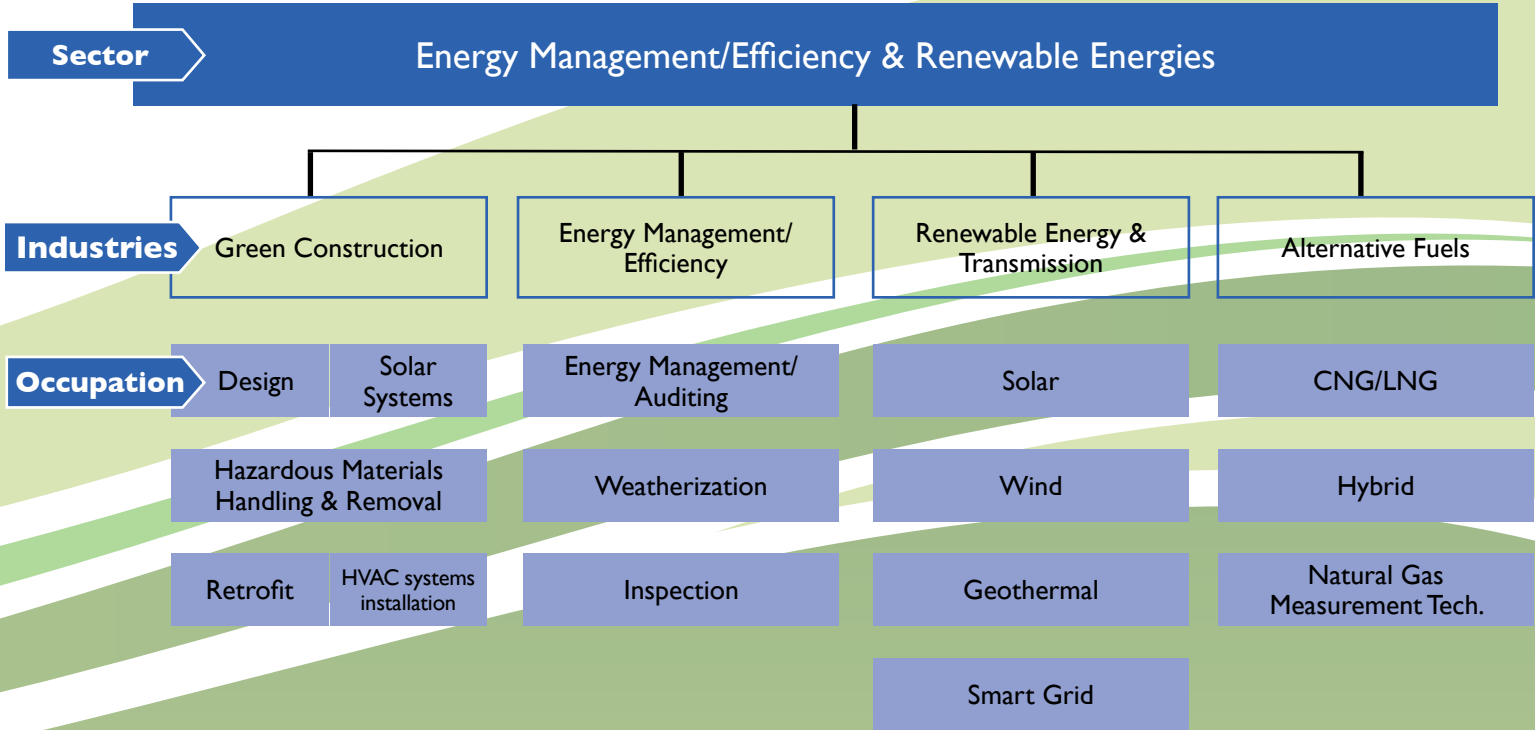 Sector
Energy Management/Efficiency & Renewable Energies
Industries
Green Construction
Energy Management/
Efficiency
Renewable Energy &
Transmission
Alternative Fuels
Occupation
Design
Solar
Systems
Energy Management/
Auditing
Solar
CNG/LNG
Hazardous Materials
Handling & Removal
Weatherization
Wind
Hybrid
Retrofit
HVAC systems
installation
Inspection
Geothermal
Natural Gas
Measurement Tech.
Smart Grid